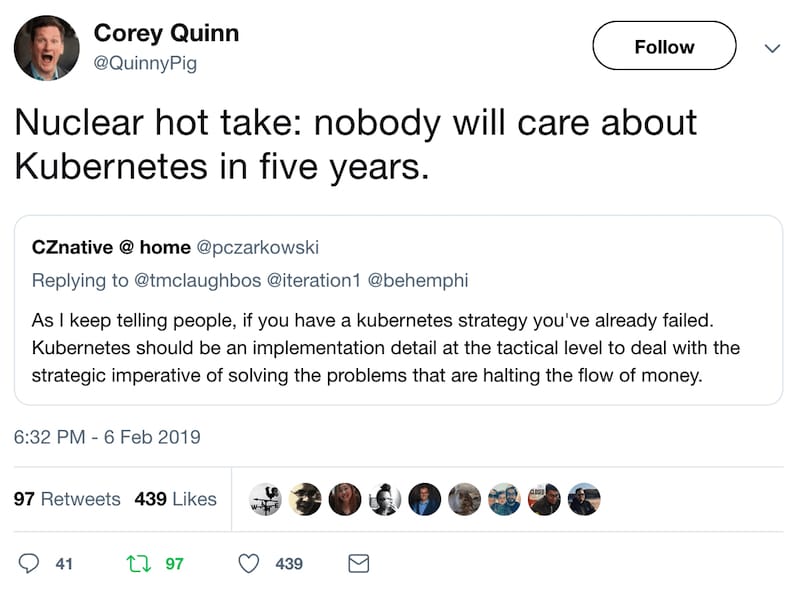 Corey Quinn
@QuinnyPig
Follow
Nuclear hot take: nobody will care about
Kubernetes in five years.
CZnative @ home @pczarkowski
Replying to @tmclaughbos @iteration1 @behemphi
As I keep telling people, if you have a kubernetes strategy you've already failed.
Kubernetes should be an implementation detail at the tactical level to deal with the
strategic imperative of solving the problems that are halting the flow of money.
6:32 PM - 6 Feb 2019
97 Retweets 439 Likes
41 97 439